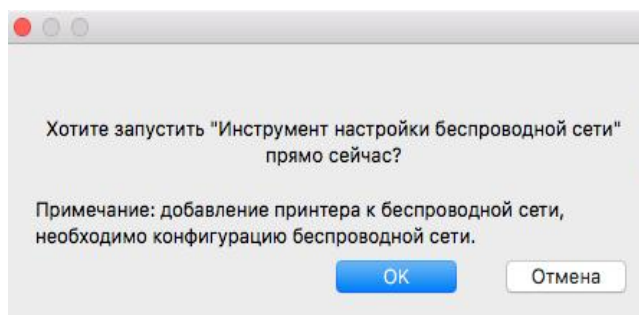 Хотите запустить "Инструмент настройки беспроводной сети"
прямо сейчас?
Примечание: добавление принтера к беспроводной сети,
необходимо конфигурацию беспроводной сети.
OK
Отмена